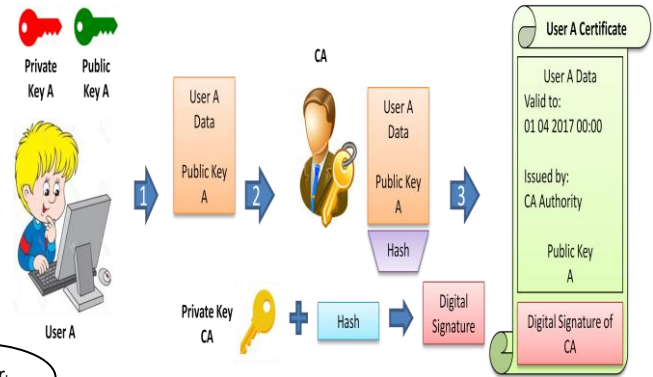 Private
Key A
Public
Key A
User A
1
User A
Data
Public Key
A
2
CA
User A
Data
Public Key
A
Hash
3
Private Key
CA
Hash
Digital
Signature
User A Certificate
User A Data
Valid to:
01 04 2017 00:00
Issued by:
CA Authority
Public Key
A
Digital Signature of
CA